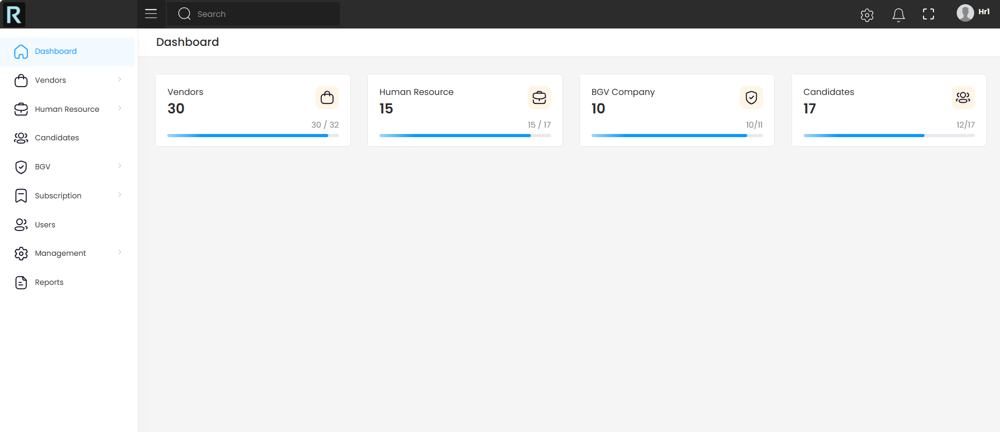 R
Search
Hr1
Dashboard
Vendors
Human Resource
Candidates
BGV
Subscription
Users
Management
Reports
Dashboard
Vendors
30
30 / 32
Human Resource
15
15 / 17
BGV Company
10
10/11
Candidates
17
12/17